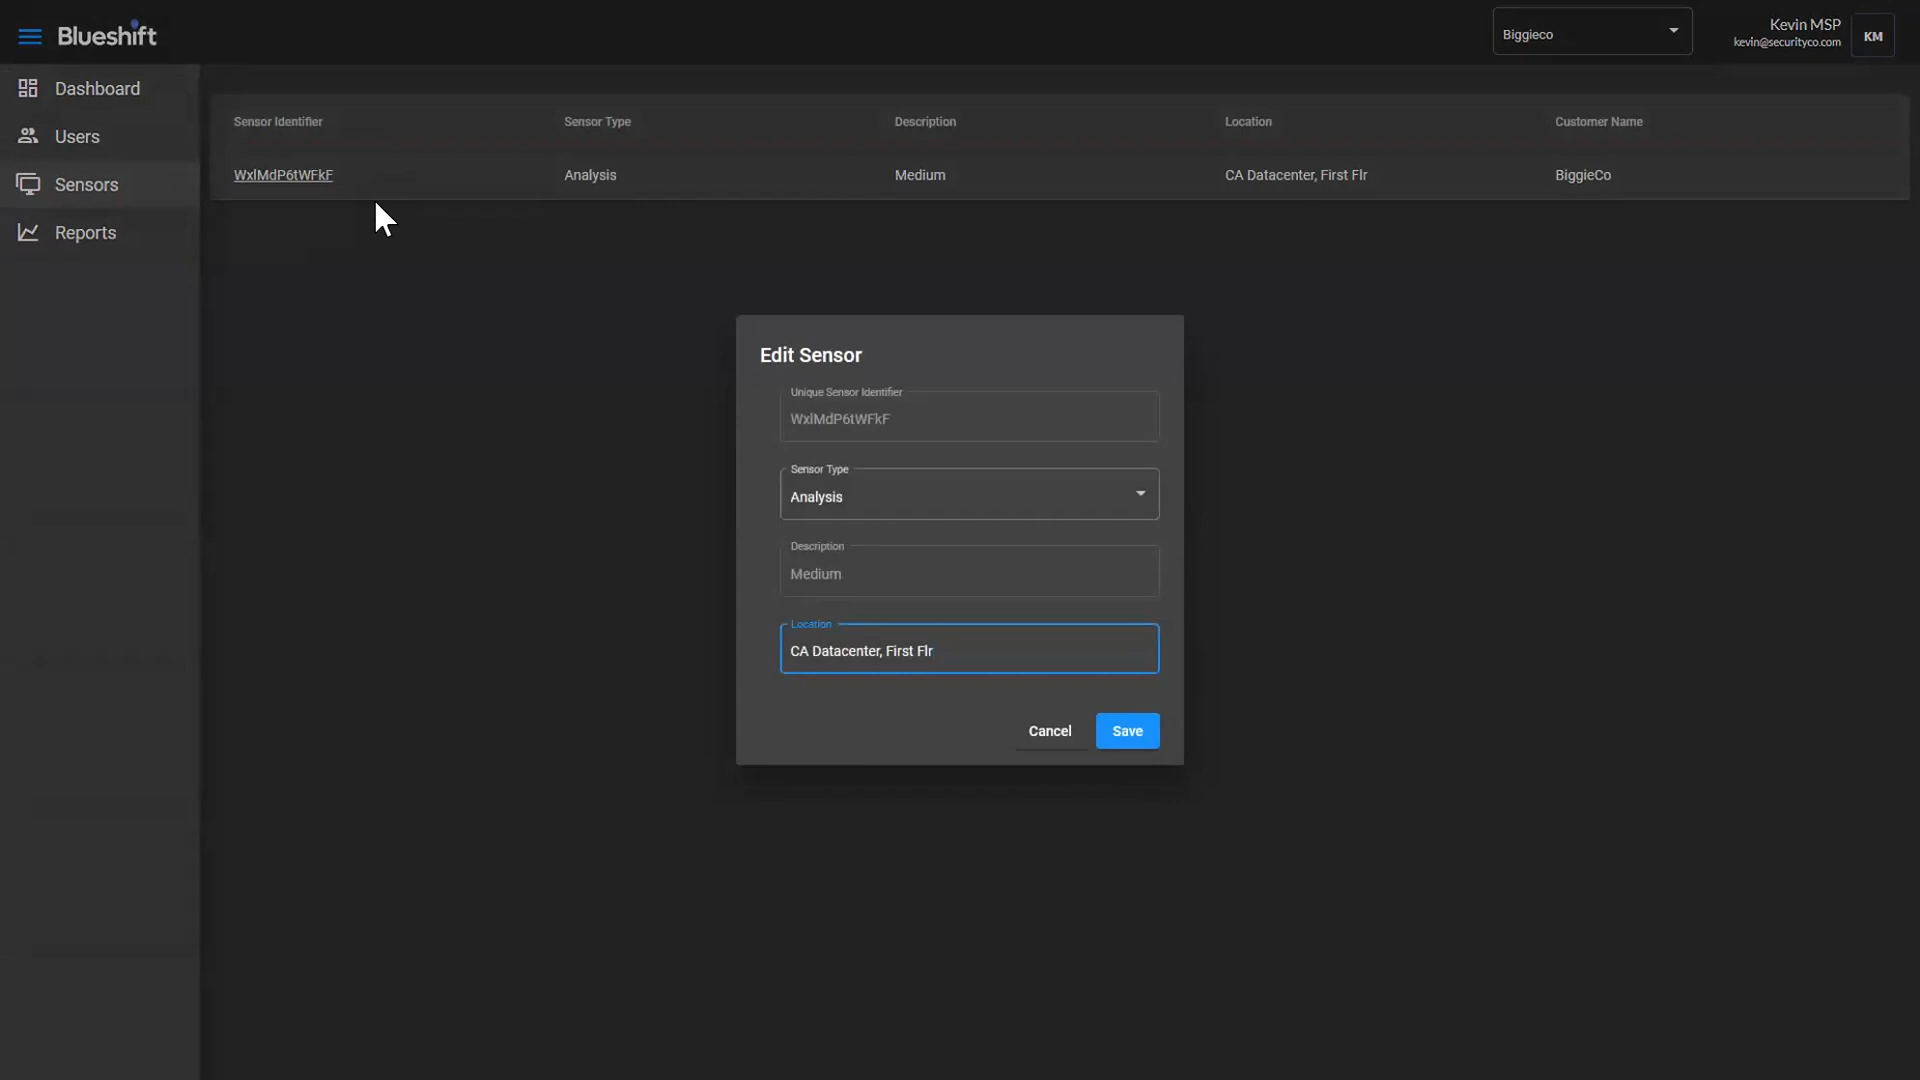 Blueshift
Biggieco
Kevin MSP
kevin@securityco.com
KM
Dashboard
Users
Sensors
Reports
Sensor Identifier Sensor Type Description Location Customer Name
WxlMdP6tWFkF Analysis Medium CA Datacenter, First Flr BiggieCo
Edit Sensor
Unique Sensor Identifier
WxlMdP6tWFkF
Sensor Type
Analysis
Description
Medium
Location
CA Datacenter, First Flr
Cancel Save